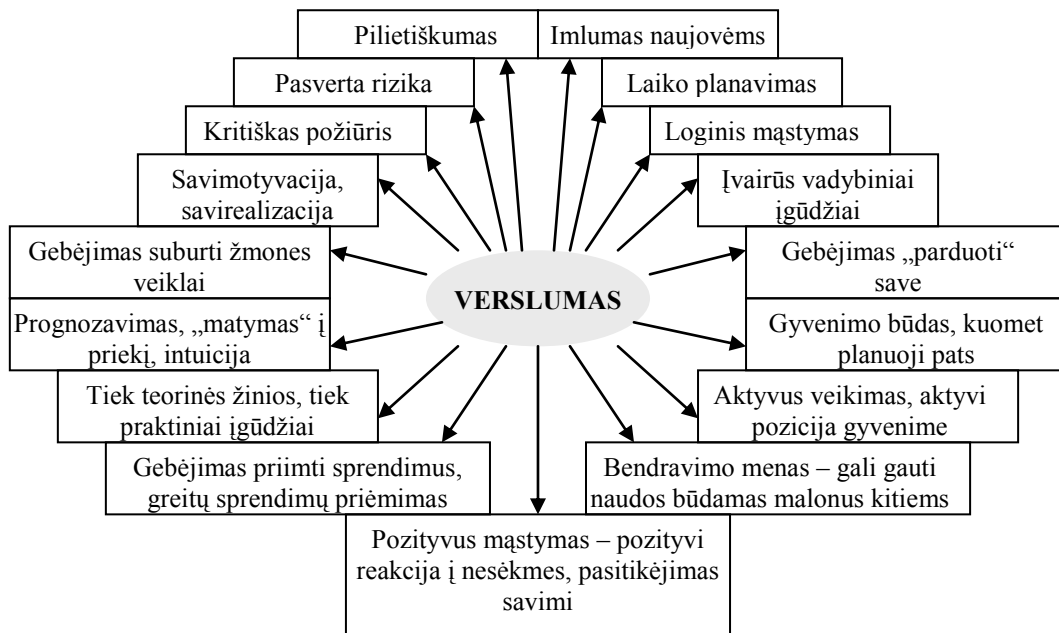 Pilietiškumas
Imlumas naujovėms
Pasverta rizika
Laiko planavimas
Kritiškas požiūris
Loginis mąstymas
Savimotyvacija,
savirealizacija
Įvairūs vadybiniai
įgūdžiai
Gebėjimas suburti žmones
veiklai
Gebėjimas „parduoti“
save
VERSLUMAS
Prognozavimas, „matymas“ į
priekį, intuicija
Gyvenimo būdas, kuomet
planuoji pats
Tiek teorinės žinios, tiek
praktiniai įgūdžiai
Aktyvus veikimas, aktyvi
pozicija gyvenime
Gebėjimas priimti sprendimus,
greitų sprendimų priėmimas
Bendravimo menas – gali gauti
naudos būdamas malonus kitiems
Pozityvus mąstymas – pozityvi
reakcija į nesėkmes, pasitikėjimas
savimi